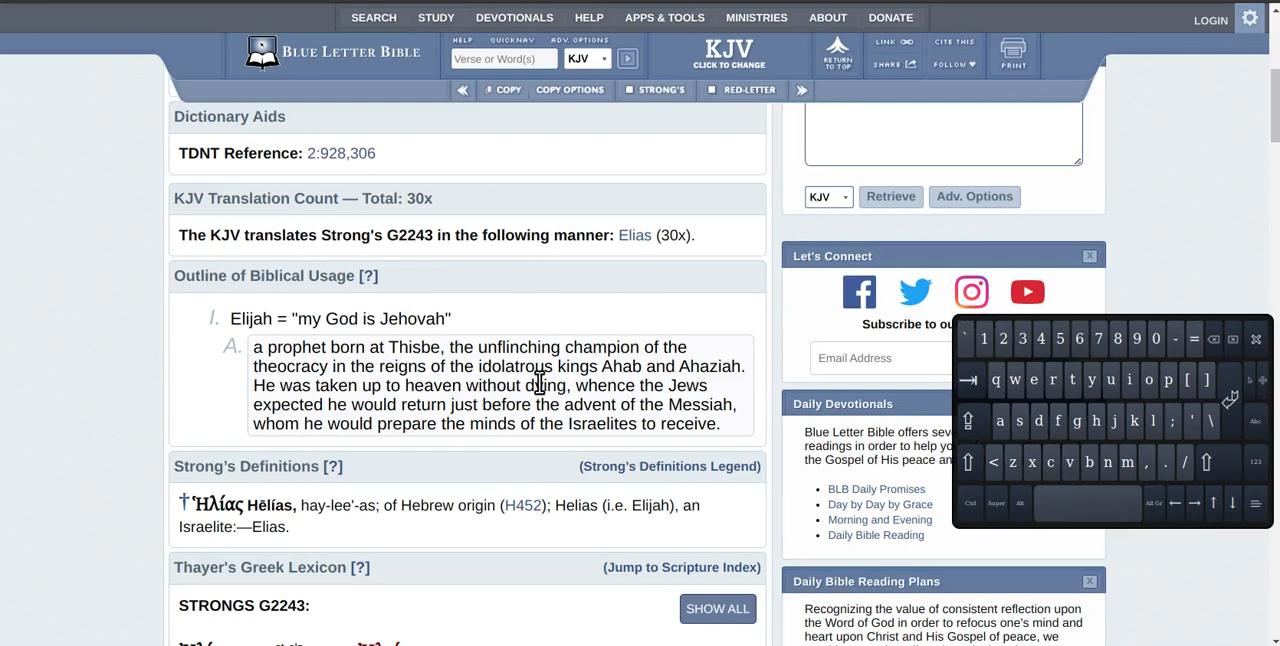 SEARCH STUDY DEVOTIONALS HELP APPS & TOOLS MINISTRIES ABOUT DONATE LOGIN
BLUE LETTER BIBLE
HELP QUICKNAV ADV. OPTIONS
Verse or Word(s) KJV
KJV
CLICK TO CHANGE
RETURN
TO TOP
LINK CITE THIS
SHARE FOLLOW
PRINT
COPY COPY OPTIONS STRONG'S RED-LETTER
Dictionary Aids
TDNT Reference: 2:928,306
KJV Translation Count — Total: 30x
The KJV translates Strong's G2243 in the following manner: Elias (30x).
Outline of Biblical Usage [?]
I. Elijah = "my God is Jehovah"
A. a prophet born at Thisbe, the unflinching champion of the
theocracy in the reigns of the idolatrous kings Ahab and Ahaziah.
He was taken up to heaven without dying, whence the Jews
expected he would return just before the advent of the Messiah,
whom he would prepare the minds of the Israelites to receive.
Strong's Definitions [?] (Strong's Definitions Legend)
† Ἡλίας Hēlías, hay-lee'-as; of Hebrew origin (H452); Helias (i.e. Elijah), an
Israelite:—Elias.
Thayer's Greek Lexicon [?] (Jump to Scripture Index)
STRONGS G2243: SHOW ALL
KJV Retrieve Adv. Options
Let's Connect x
Subscribe to ou
Email Address
Daily Devotionals
Blue Letter Bible offers seve
readings in order to help yo
the Gospel of His peace an
BLB Daily Promises
Day by Day by Grace
Morning and Evening
Daily Bible Reading
Daily Bible Reading Plans x
Recognizing the value of consistent reflection upon
the Word of God in order to refocus one's mind and
heart upon Christ and His Gospel of peace, we
` 1 2 3 4 5 6 7 8 9 0 - =
q w e r t y u i o p [ ]
a s d f g h j k l ; ' \ Abc
< z x c v b n m , . / 123
Ctrl Super Alt Alt Gr ← → ↑ ↓